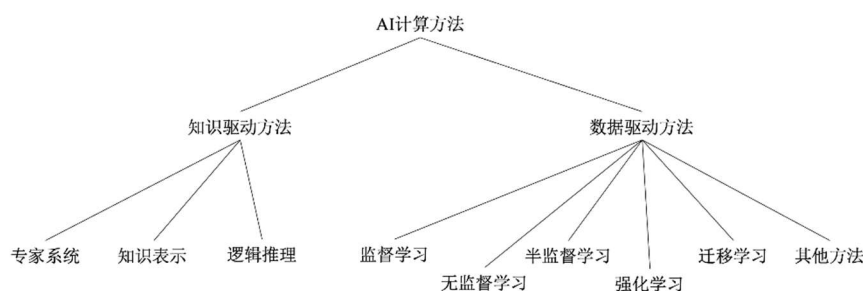 AI计算方法
知识驱动方法
数据驱动方法
专家系统
知识表示
逻辑推理
监督学习
无监督学习
半监督学习
强化学习
迁移学习
其他方法